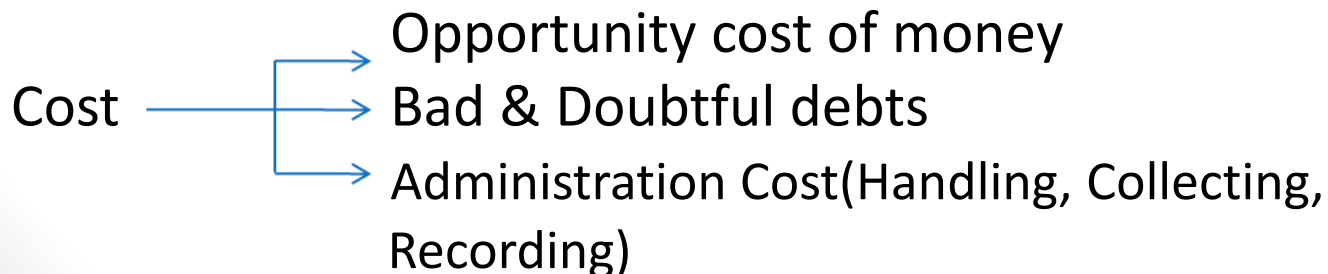 Opportunity cost of money
Cost
Bad & Doubtful debts
Administration Cost(Handling, Collecting,
Recording)